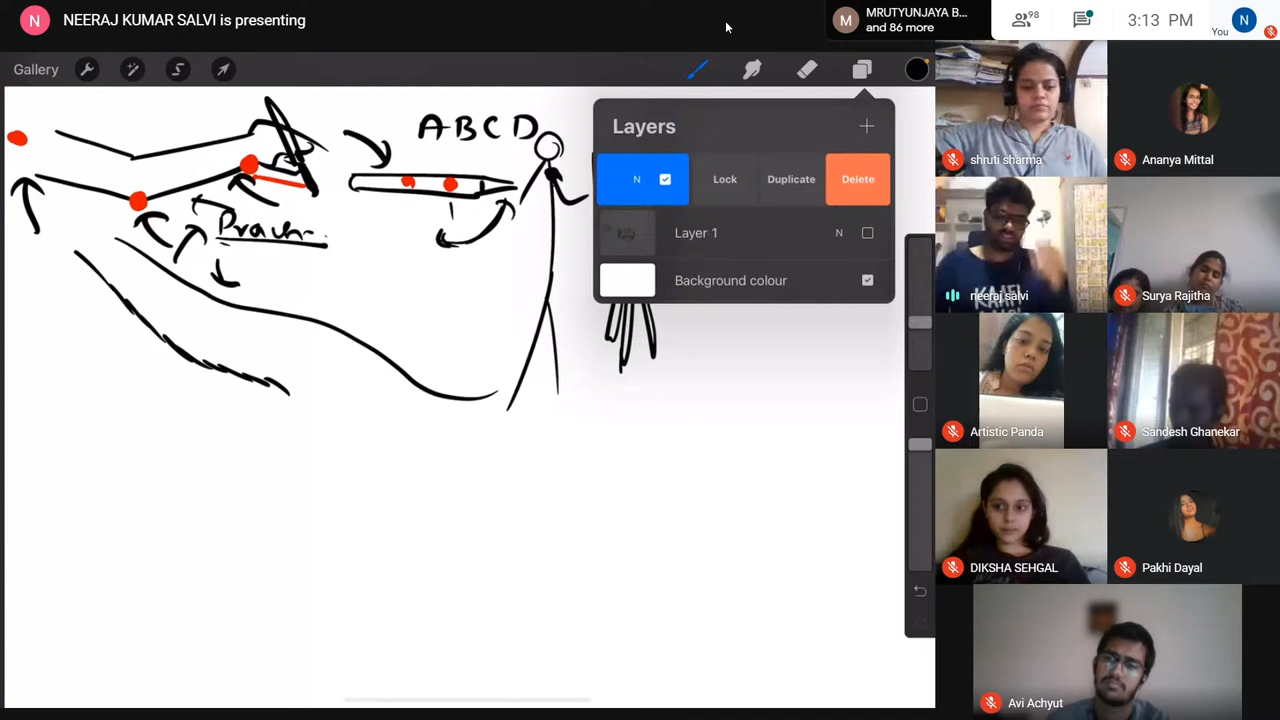 NEERAJ KUMAR SALVI is presenting
MRUTYUNJAYA B...
and 86 more
98
3:13 PM
You
N
N
M
Gallery
A B C D
Layers
N
Lock
Duplicate
Delete
Layer 1
N
Background colour
shruti sharma
Ananya Mittal
neeraj salvi
Surya Rajitha
Artistic Panda
Sandesh Ghanekar
DIKSHA SEHGAL
Pakhi Dayal
Avi Achyut